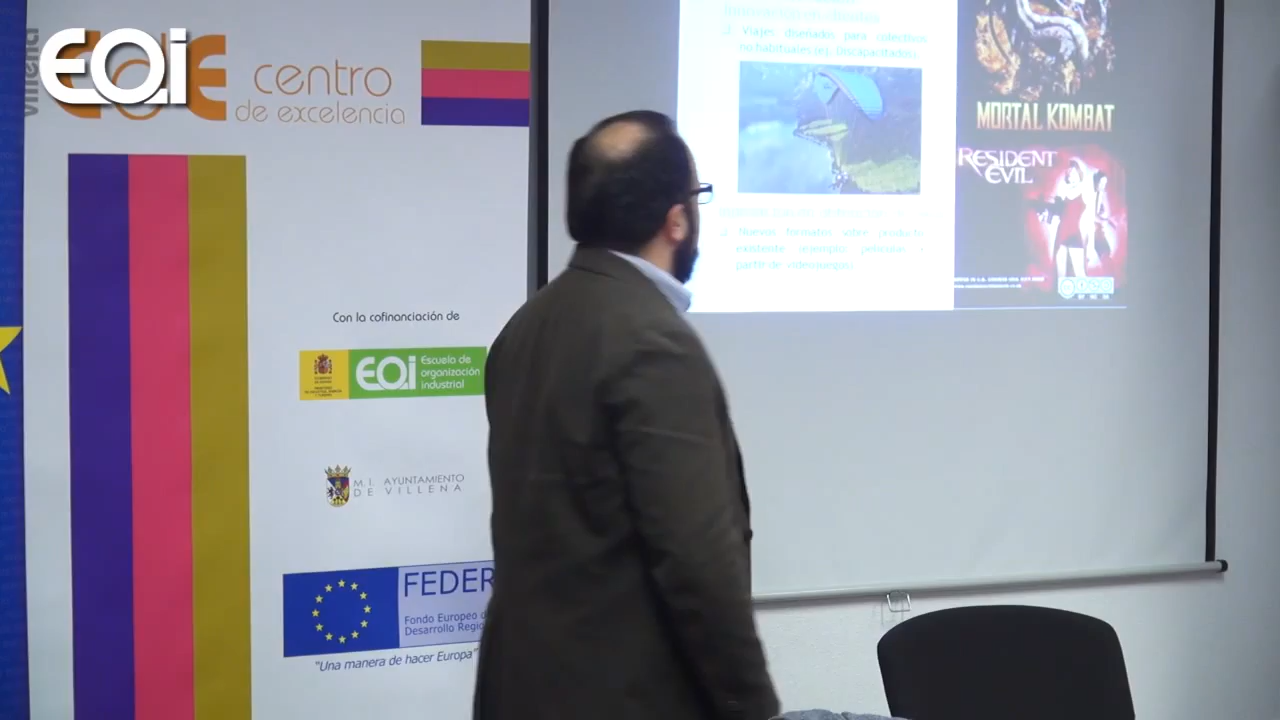 EOi
villena
centro
de excelencia
Con la cofinanciación de
EOi Escuela de
organización
industrial
M.I. AYUNTAMIENTO
DE VILLENA
FEDER
Fondo Europeo
Desarrollo Regio
"Una manera de hacer Europa"
Viajes diseñados para colectivos
no habituales (ej. Discapacitados).
Nuevos formatos sobre producto
existente (ejemplo: películas a
partir de videojuegos).
MORTAL KOMBAT
RESIDENT
EVIL